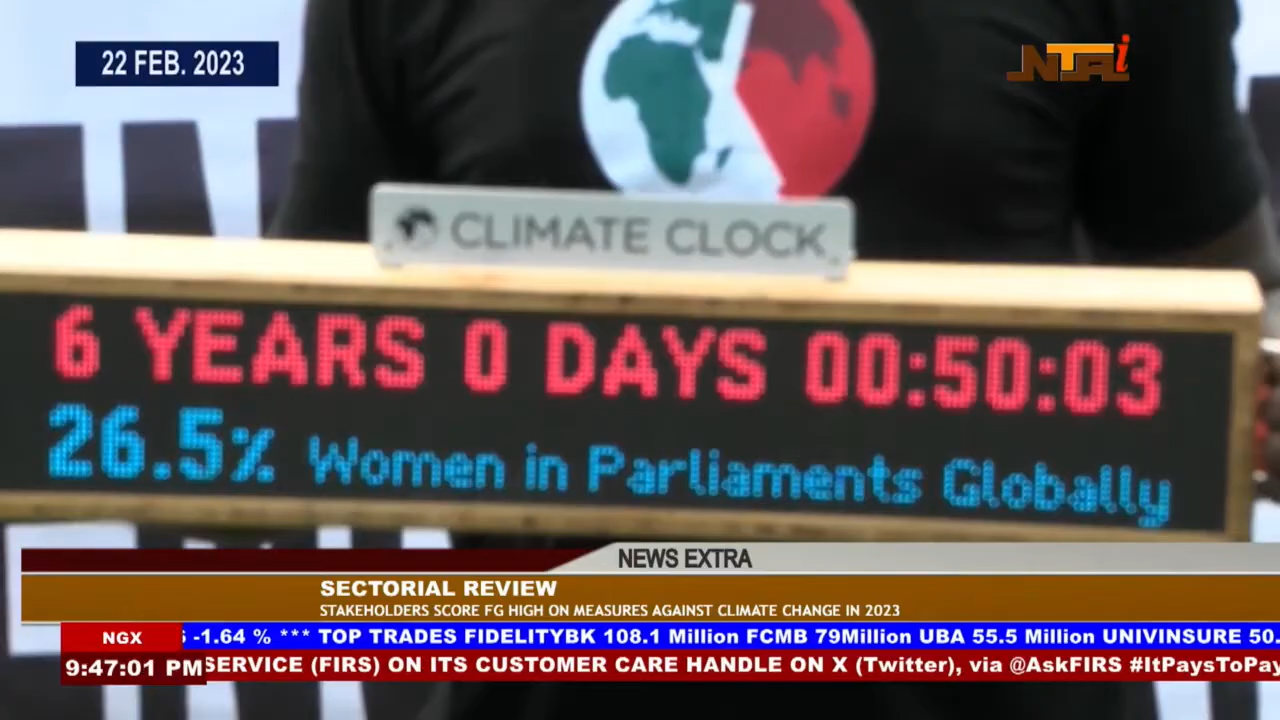 22 FEB. 2023
NTAi
CLIMATE CLOCK
6 YEARS 0 DAYS 00:50:03
26.5% Women in Parliaments Globally
NEWS EXTRA
SECTORIAL REVIEW
STAKEHOLDERS SCORE FG HIGH ON MEASURES AGAINST CLIMATE CHANGE IN 2023
NGX -1.64 % *** TOP TRADES FIDELITYBK 108.1 Million FCMB 79Million UBA 55.5 Million UNIVINSURE 50.
9:47:01 PM SERVICE (FIRS) ON ITS CUSTOMER CARE HANDLE ON X (Twitter), via @AskFIRS #ItPaysToPay